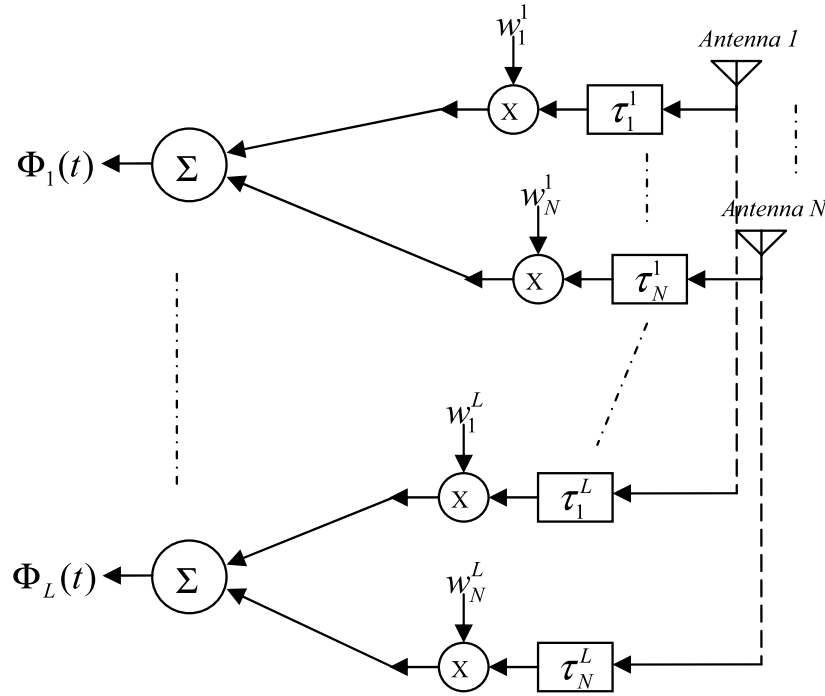 w_1^1
Antenna 1
X
τ_1^1
Φ_1(t)
Σ
w_N^1
Antenna N
X
τ_N^1
w_1^L
X
τ_1^L
Φ_L(t)
Σ
w_N^L
X
τ_N^L